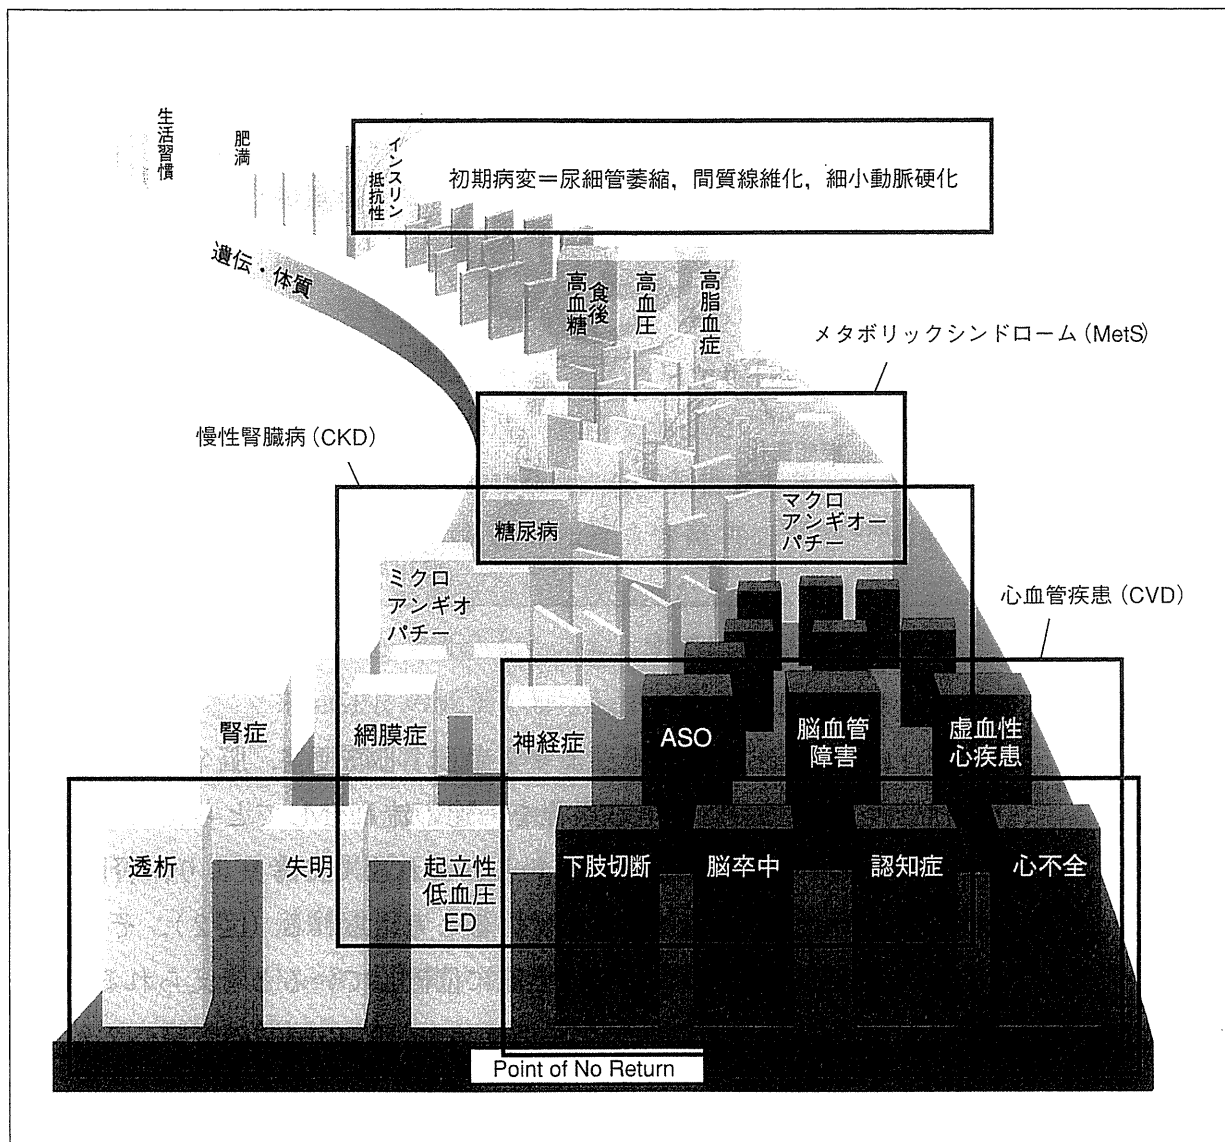 生活習慣
肥満
インスリン
抵抗性
初期病変＝尿細管萎縮，間質線維化，細小動脈硬化
遺伝・体質
食後
高血糖
高血圧
高脂血症
メタボリックシンドローム（MetS）
慢性腎臓病（CKD）
糖尿病
マクロ
アンギオー
パチー
ミクロ
アンギオ
パチー
心血管疾患（CVD）
腎症
網膜症
神経症
ASO
脳血管
障害
虚血性
心疾患
透析
失明
起立性
低血圧
ED
下肢切断
脳卒中
認知症
心不全
Point of No Return